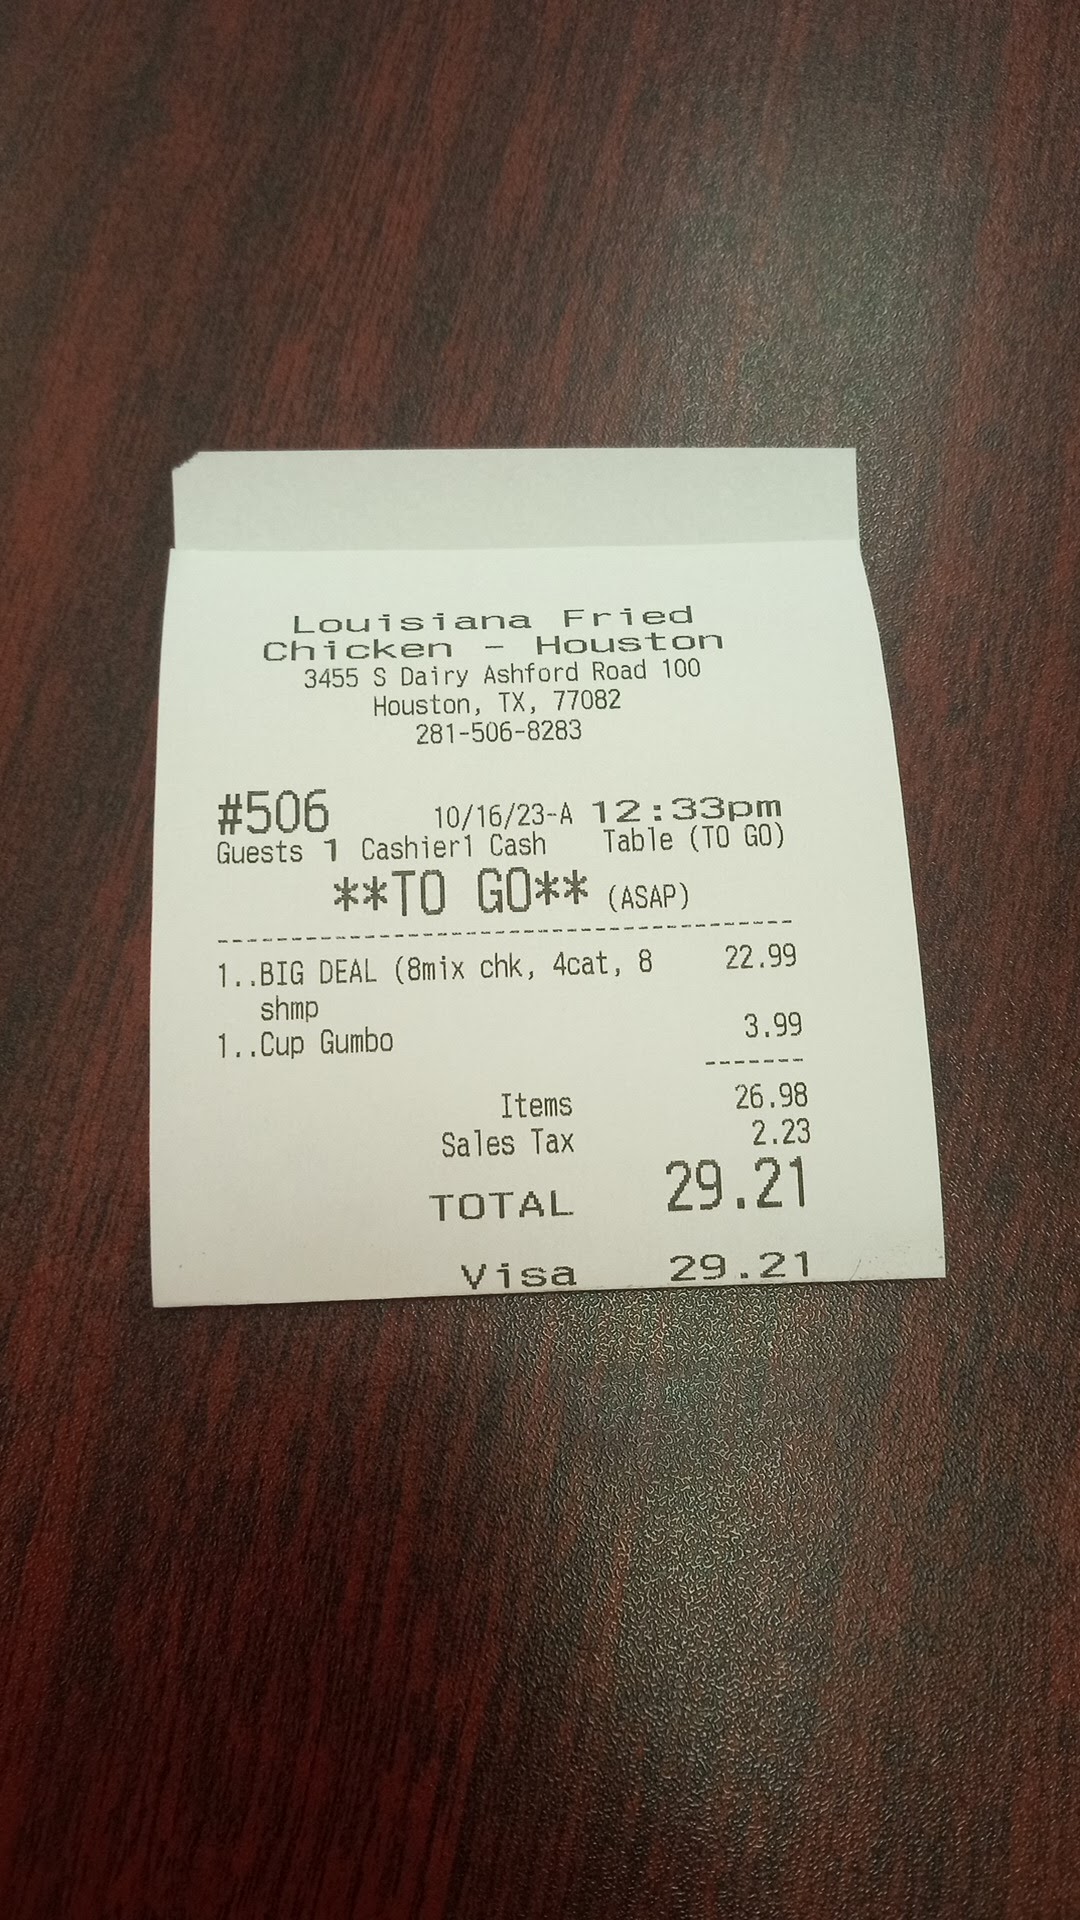 Louisiana Fried
Chicken - Houston
3455 S Dairy Ashford Road 100
Houston, TX, 77082
281-506-8283
#506 10/16/23-A 12:33pm
Guests 1 Cashier1 Cash Table (TO GO)
**TO GO** (ASAP)
1..BIG DEAL (8mix chk, 4cat, 8 22.99
shmp
1..Cup Gumbo 3.99
Items 26.98
Sales Tax 2.23
TOTAL 29.21
Visa 29.21